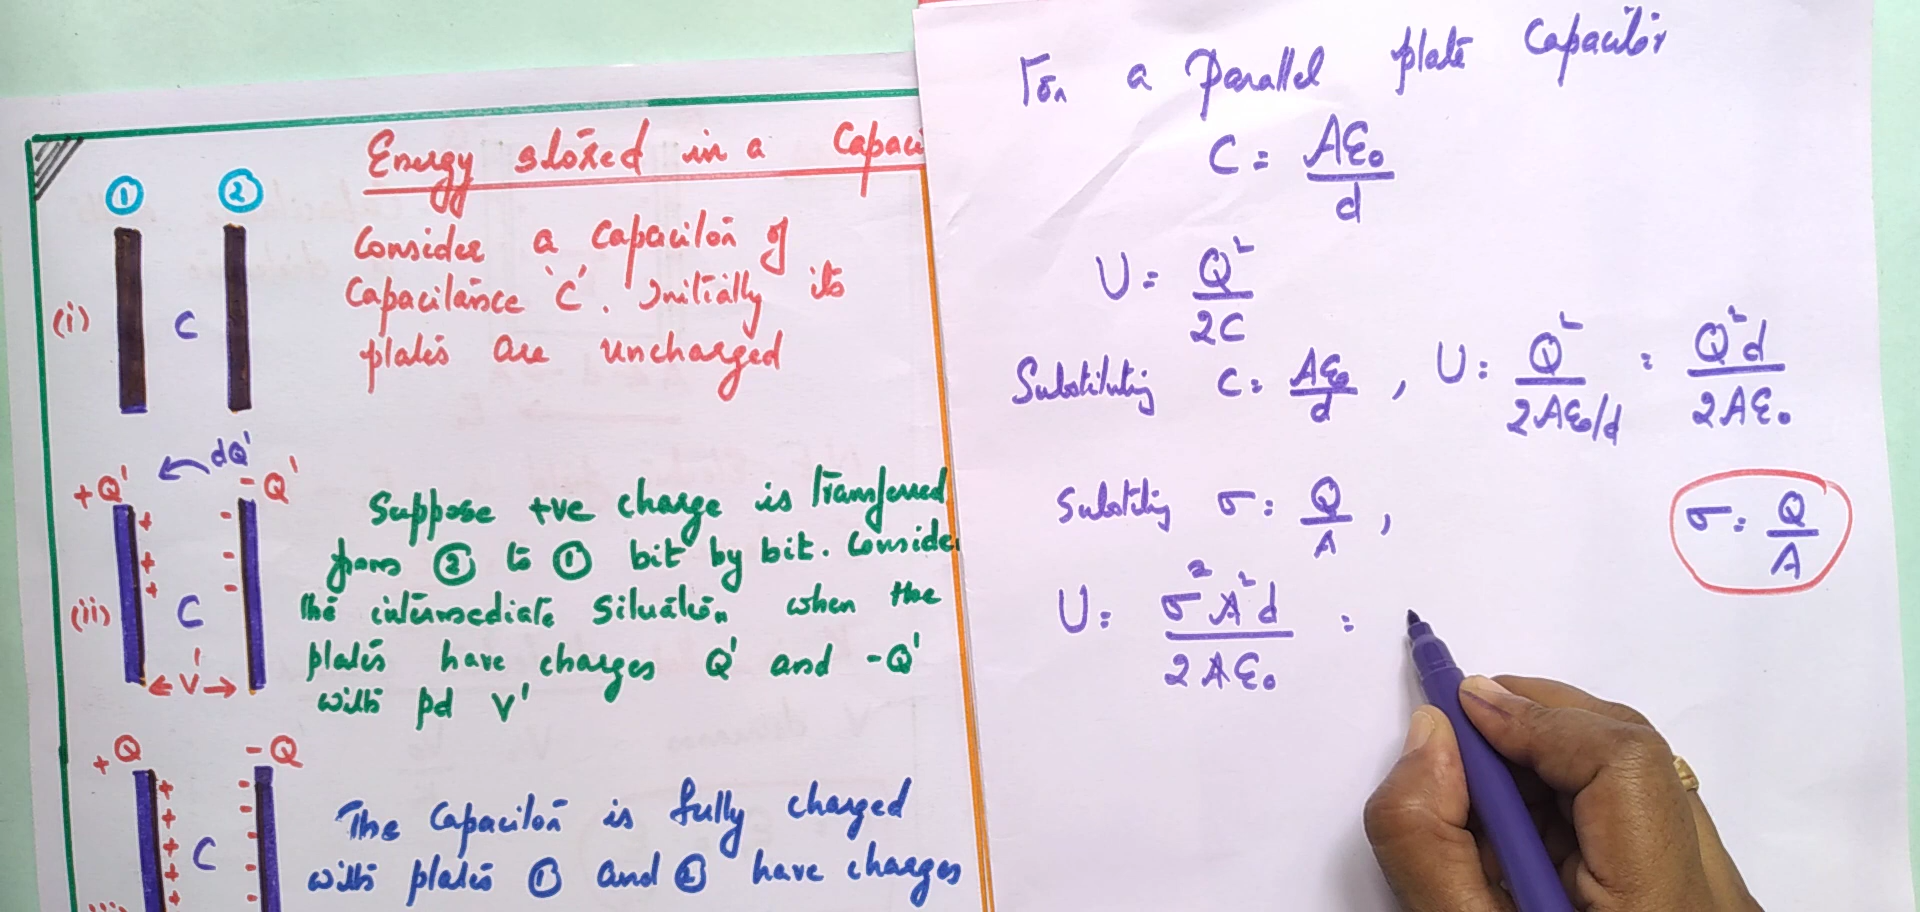 Energy stored in a Capaci
① ②
Consider a Capacitor of
Capacitance 'C'. Initially its
plates are uncharged
(i) C
dQ'
+Q' -Q'
Suppose +ve charge is transferred
from ② to ① bit by bit. Conside
the intermediate situation when the
plates have charges Q' and -Q'
with pd V'
(ii) C
V'
+Q -Q
The Capacitor is fully charged
with plates ① and ② have charges
C
For a Parallel plate Capacitor
C = Aε₀/d
U = Q²/2C
Substituting C = Aε₀/d , U = Q²/(2Aε₀/d) = Q²d/2Aε₀
Substitig σ = Q/A ,
σ = Q/A
U = σ²A²d/2Aε₀ =